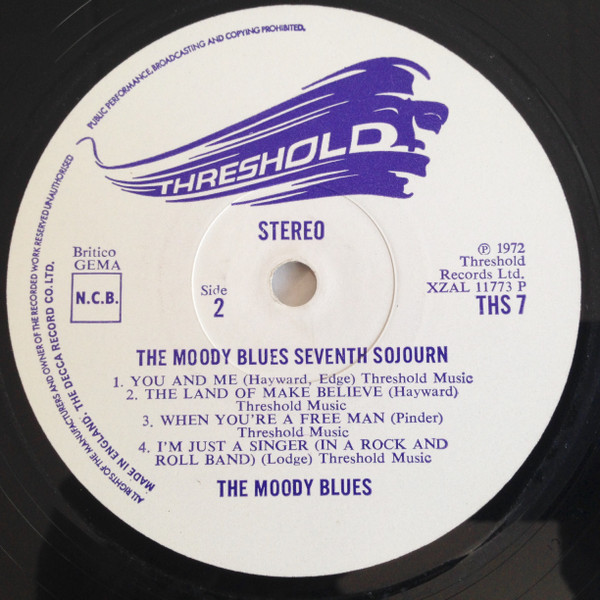 PUBLIC PERFORMANCE, BROADCASTING AND COPYING PROHIBITED,
ALL RIGHTS OF THE MANUFACTURERS AND OWNER OF THE RECORDED WORK RESERVED UNAUTHORISED
MADE IN ENGLAND, THE DECCA RECORD CO. LTD.
THRESHOLD
STEREO
Britico
GEMA
N.C.B.
Side
2
℗ 1972
Threshold
Records Ltd.
XZAL 11773 P
THS 7
THE MOODY BLUES SEVENTH SOJOURN
1. YOU AND ME (Hayward, Edge) Threshold Music
2. THE LAND OF MAKE BELIEVE (Hayward)
Threshold Music
3. WHEN YOU'RE A FREE MAN (Pinder)
Threshold Music
4. I'M JUST A SINGER (IN A ROCK AND
ROLL BAND) (Lodge) Threshold Music
THE MOODY BLUES